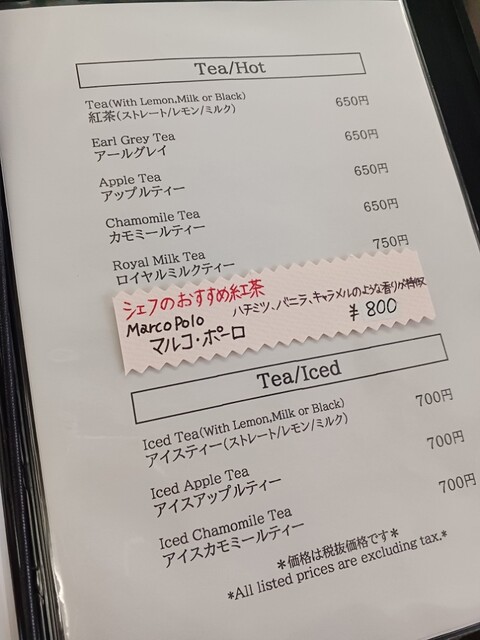 Tea/Hot
Tea(With Lemon,Milk or Black)
紅茶(ストレート/レモン/ミルク) 650円
Earl Grey Tea
アールグレイ 650円
Apple Tea
アップルティー 650円
Chamomile Tea
カモミールティー 650円
Royal Milk Tea
ロイヤルミルクティー 750円
シェフのおすすめ紅茶
Marco Polo ハチミツ、バニラ、キャラメルのような香りが特徴
マルコ・ポーロ ¥800
Tea/Iced
Iced Tea(With Lemon,Milk or Black)
アイスティー(ストレート/レモン/ミルク) 700円
Iced Apple Tea
アイスアップルティー 700円
Iced Chamomile Tea
アイスカモミールティー 700円
*価格は税抜価格です*
*All listed prices are excluding tax.*